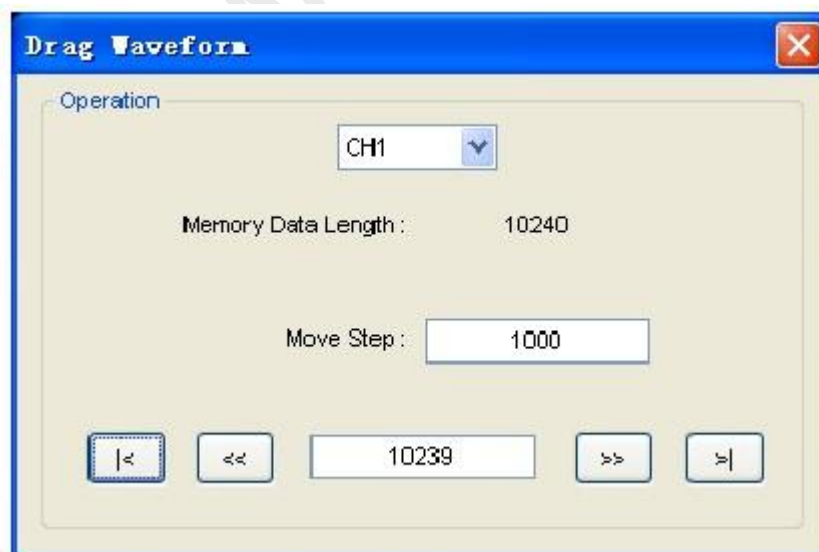 Drag Waveform
Operation
CH1
Memory Data Length : 10240
Move Step : 1000
|< << 10239 >> >|